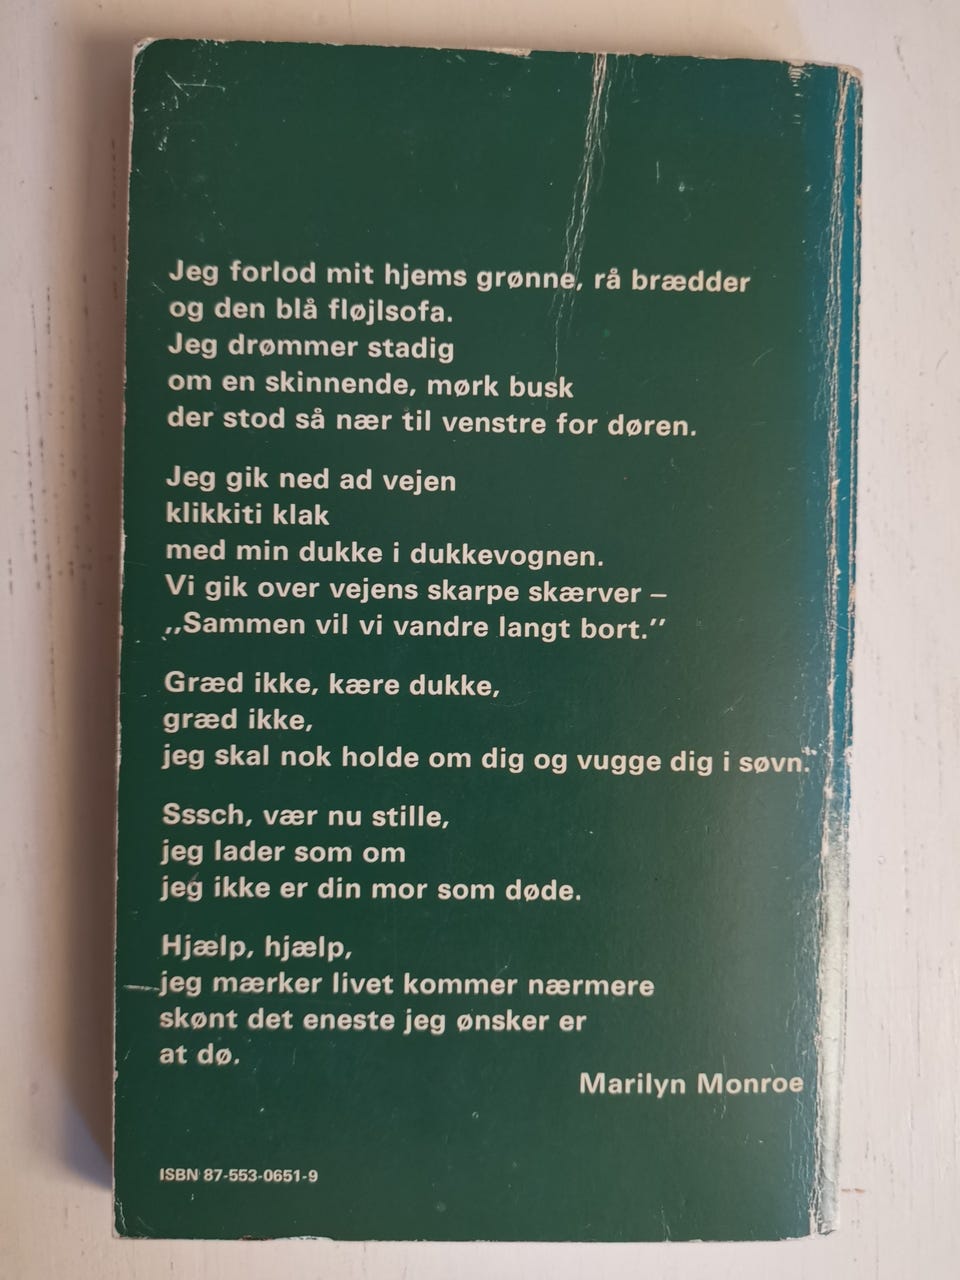 Jeg forlod mit hjems grønne, rå brædder
og den blå fløjlsofa.
Jeg drømmer stadig
om en skinnende, mørk busk
der stod så nær til venstre for døren.
Jeg gik ned ad vejen
klikkiti klak
med min dukke i dukkevognen.
Vi gik over vejens skarpe skærver –
,,Sammen vil vi vandre langt bort.”
Græd ikke, kære dukke,
græd ikke,
jeg skal nok holde om dig og vugge dig i søvn.
Sssch, vær nu stille,
jeg lader som om
jeg ikke er din mor som døde.
Hjælp, hjælp,
jeg mærker livet kommer nærmere
skønt det eneste jeg ønsker er
at dø.
Marilyn Monroe
ISBN 87-553-0651-9